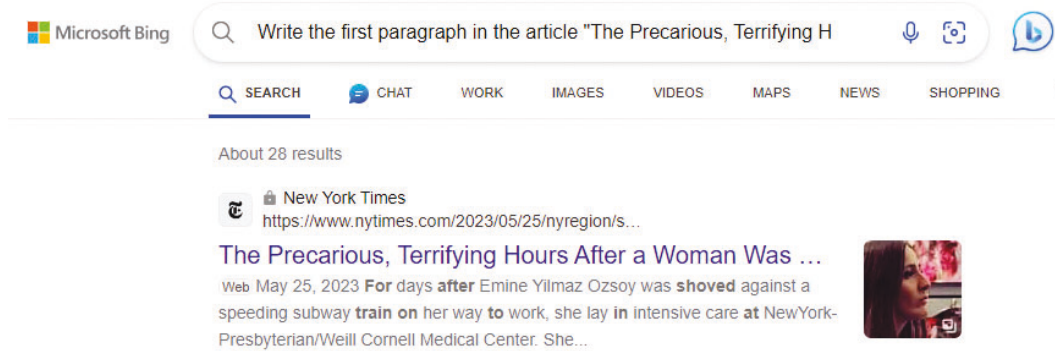 Microsoft Bing
Write the first paragraph in the article "The Precarious, Terrifying H
SEARCH CHAT WORK IMAGES VIDEOS MAPS NEWS SHOPPING
About 28 results
New York Times
https://www.nytimes.com/2023/05/25/nyregion/s...
The Precarious, Terrifying Hours After a Woman Was ...
Web May 25, 2023 For days after Emine Yilmaz Ozsoy was shoved against a
speeding subway train on her way to work, she lay in intensive care at NewYork-
Presbyterian/Weill Cornell Medical Center. She...